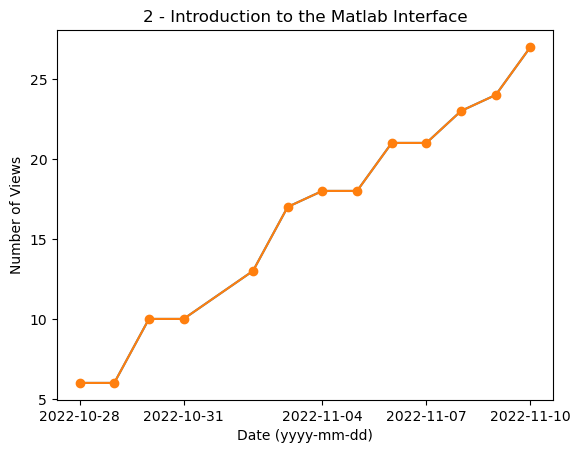 2 - Introduction to the Matlab Interface
25
20
15
10
5
Number of Views
2022-10-28 2022-10-31 2022-11-04 2022-11-07 2022-11-10
Date (yyyy-mm-dd)